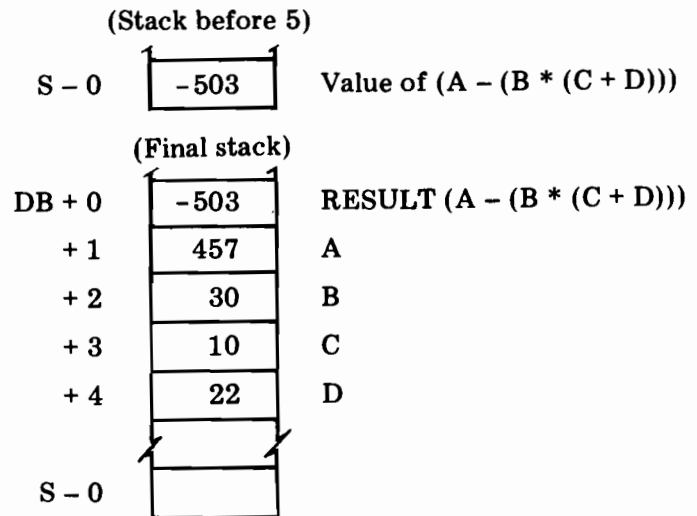 (Stack before 5)
S – 0 -503 Value of (A – (B * (C + D)))
(Final stack)
DB + 0 -503 RESULT (A – (B * (C + D)))
+ 1 457 A
+ 2 30 B
+ 3 10 C
+ 4 22 D
S – 0